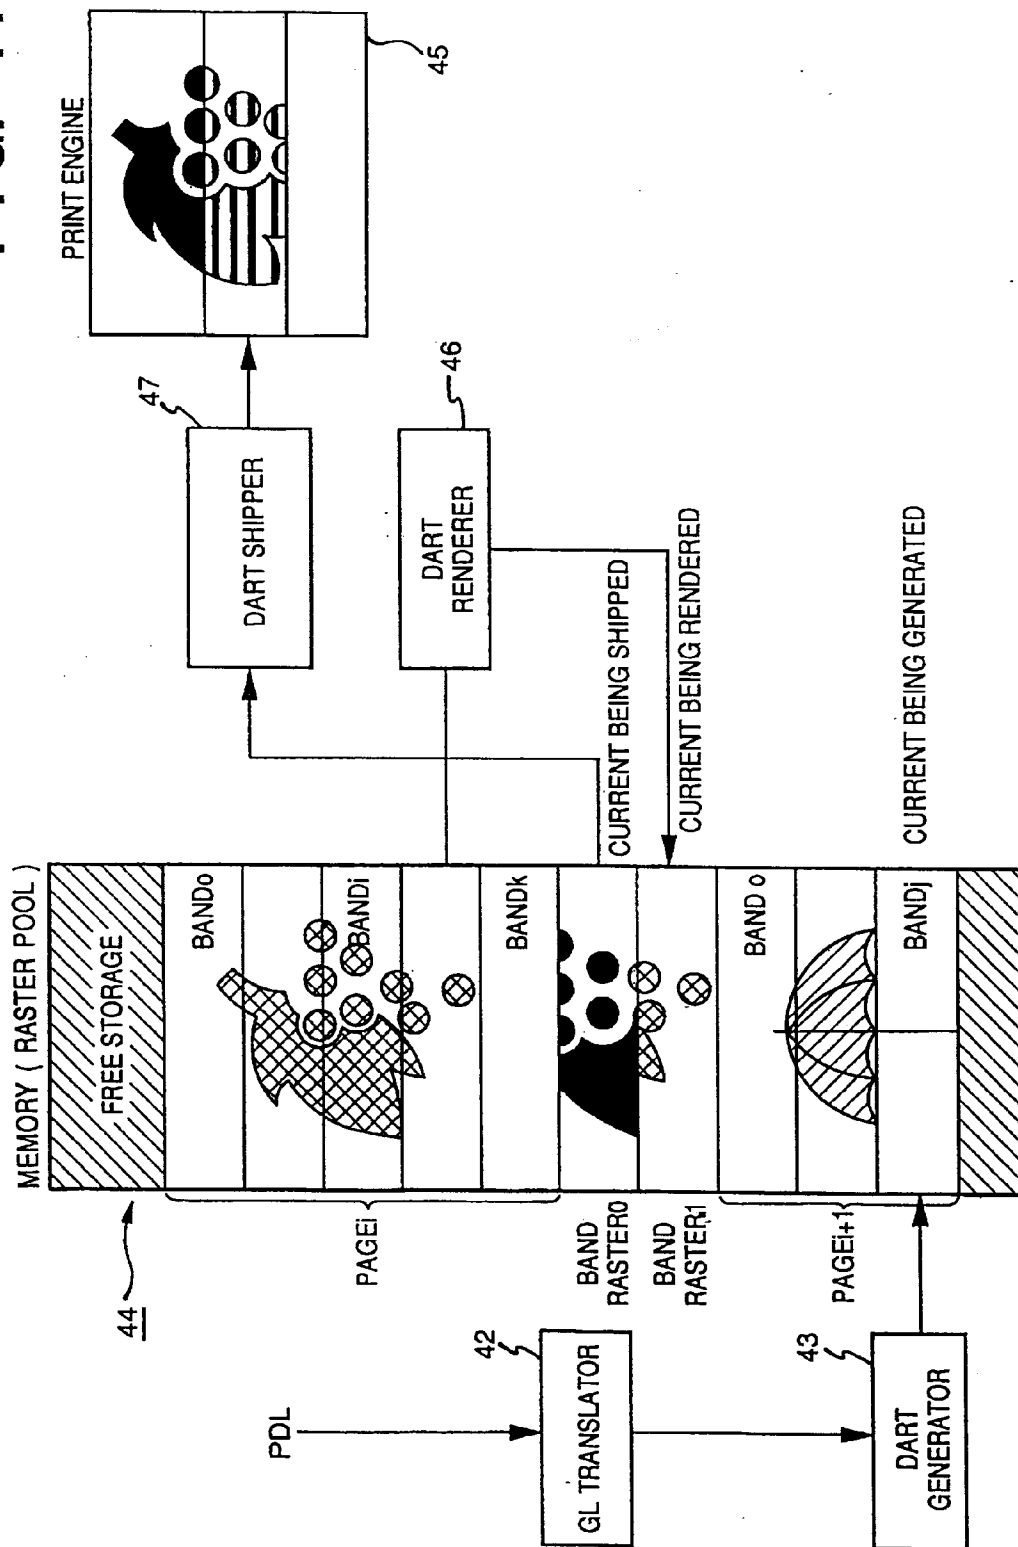 PRINT ENGINE
45
47
DART SHIPPER
46
DART
RENDERER
CURRENT BEING SHIPPED
CURRENT BEING RENDERED
CURRENT BEING GENERATED
MEMORY ( RASTER POOL )
FREE STORAGE
BANDo
BANDi
BANDk
BAND o
BANDj
44
PAGEi
BAND
RASTER0
BAND
RASTER1
PAGEi+1
PDL
42
GL TRANSLATOR
43
DART
GENERATOR